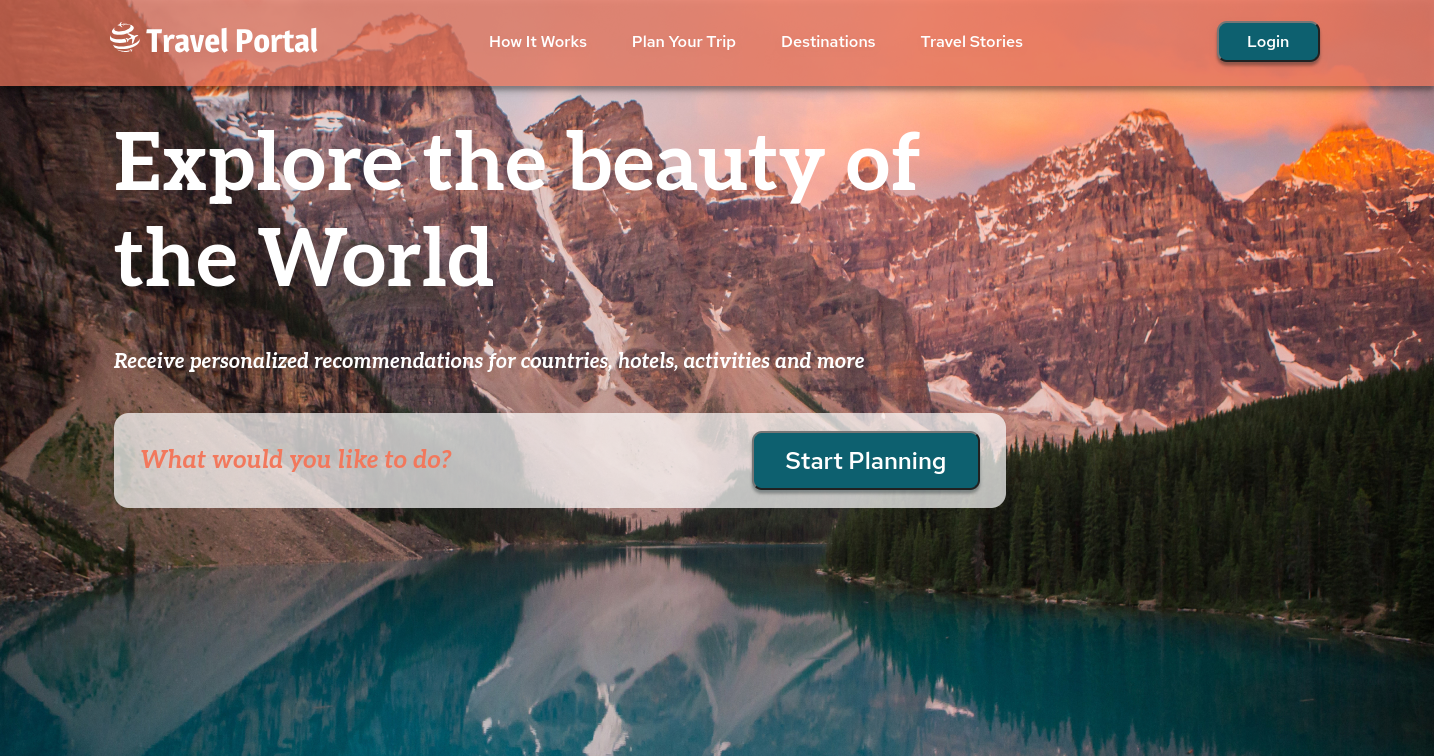 Travel Portal
How It Works
Plan Your Trip
Destinations
Travel Stories
Login
Explore the beauty of
the World
Receive personalized recommendations for countries, hotels, activities and more
What would you like to do?
Start Planning